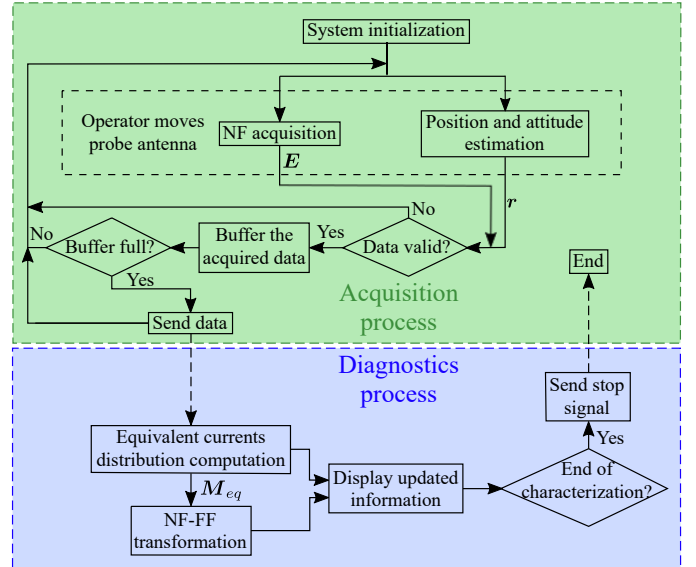 System initialization
Operator moves
probe antenna
NF acquisition
Position and attitude
estimation
E
r
No
No
Buffer full?
Buffer the
acquired data
Yes
Data valid?
Yes
Send data
End
Acquisition
process
Diagnostics
process
Send stop
signal
Equivalent currents
distribution computation
Yes
M eq
Display updated
information
End of
characterization?
NF-FF
transformation